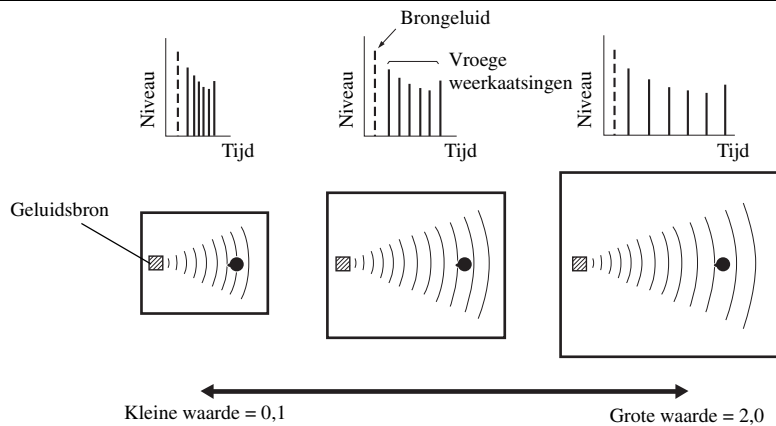 Brongeluid
Vroege
weerkaatsingen
Niveau
Tijd
Niveau
Tijd
Niveau
Tijd
Geluidsbron
Kleine waarde = 0,1
Grote waarde = 2,0